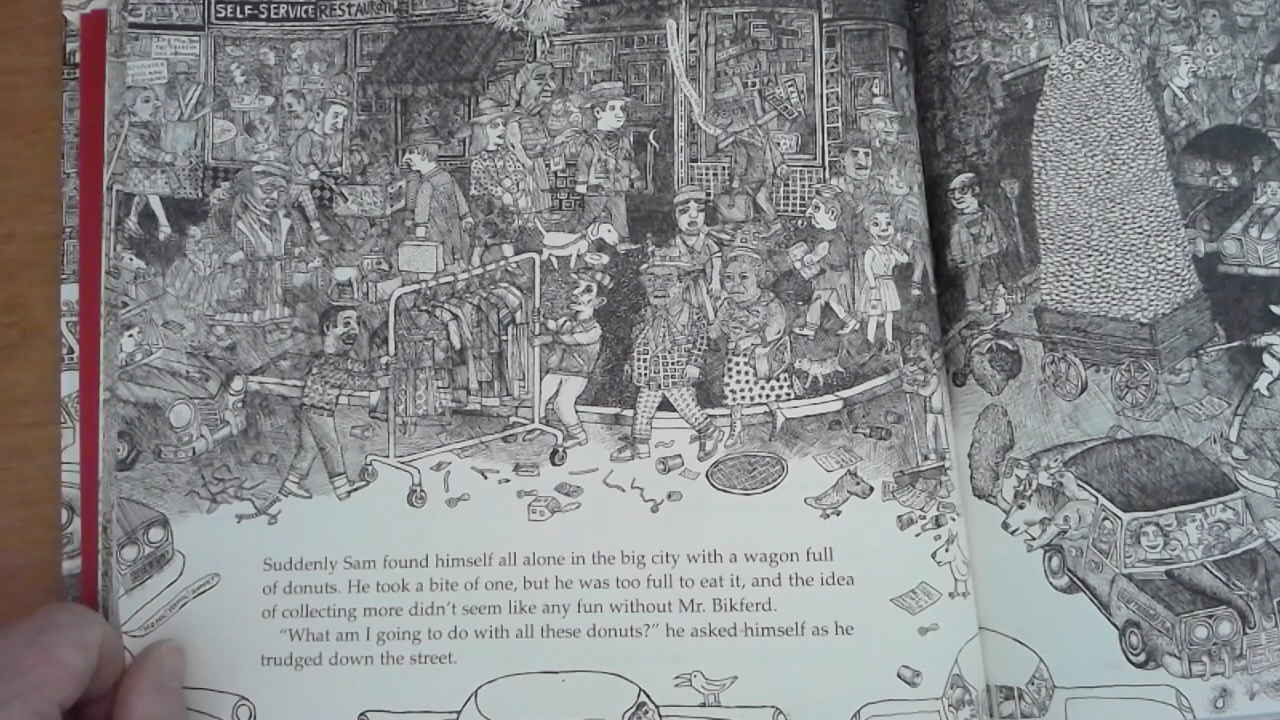 SELF-SERVICE RESTAURANT
Suddenly Sam found himself all alone in the big city with a wagon full
of donuts. He took a bite of one, but he was too full to eat it, and the idea
of collecting more didn't seem like any fun without Mr. Bikferd.
"What am I going to do with all these donuts?" he asked himself as he
trudged down the street.